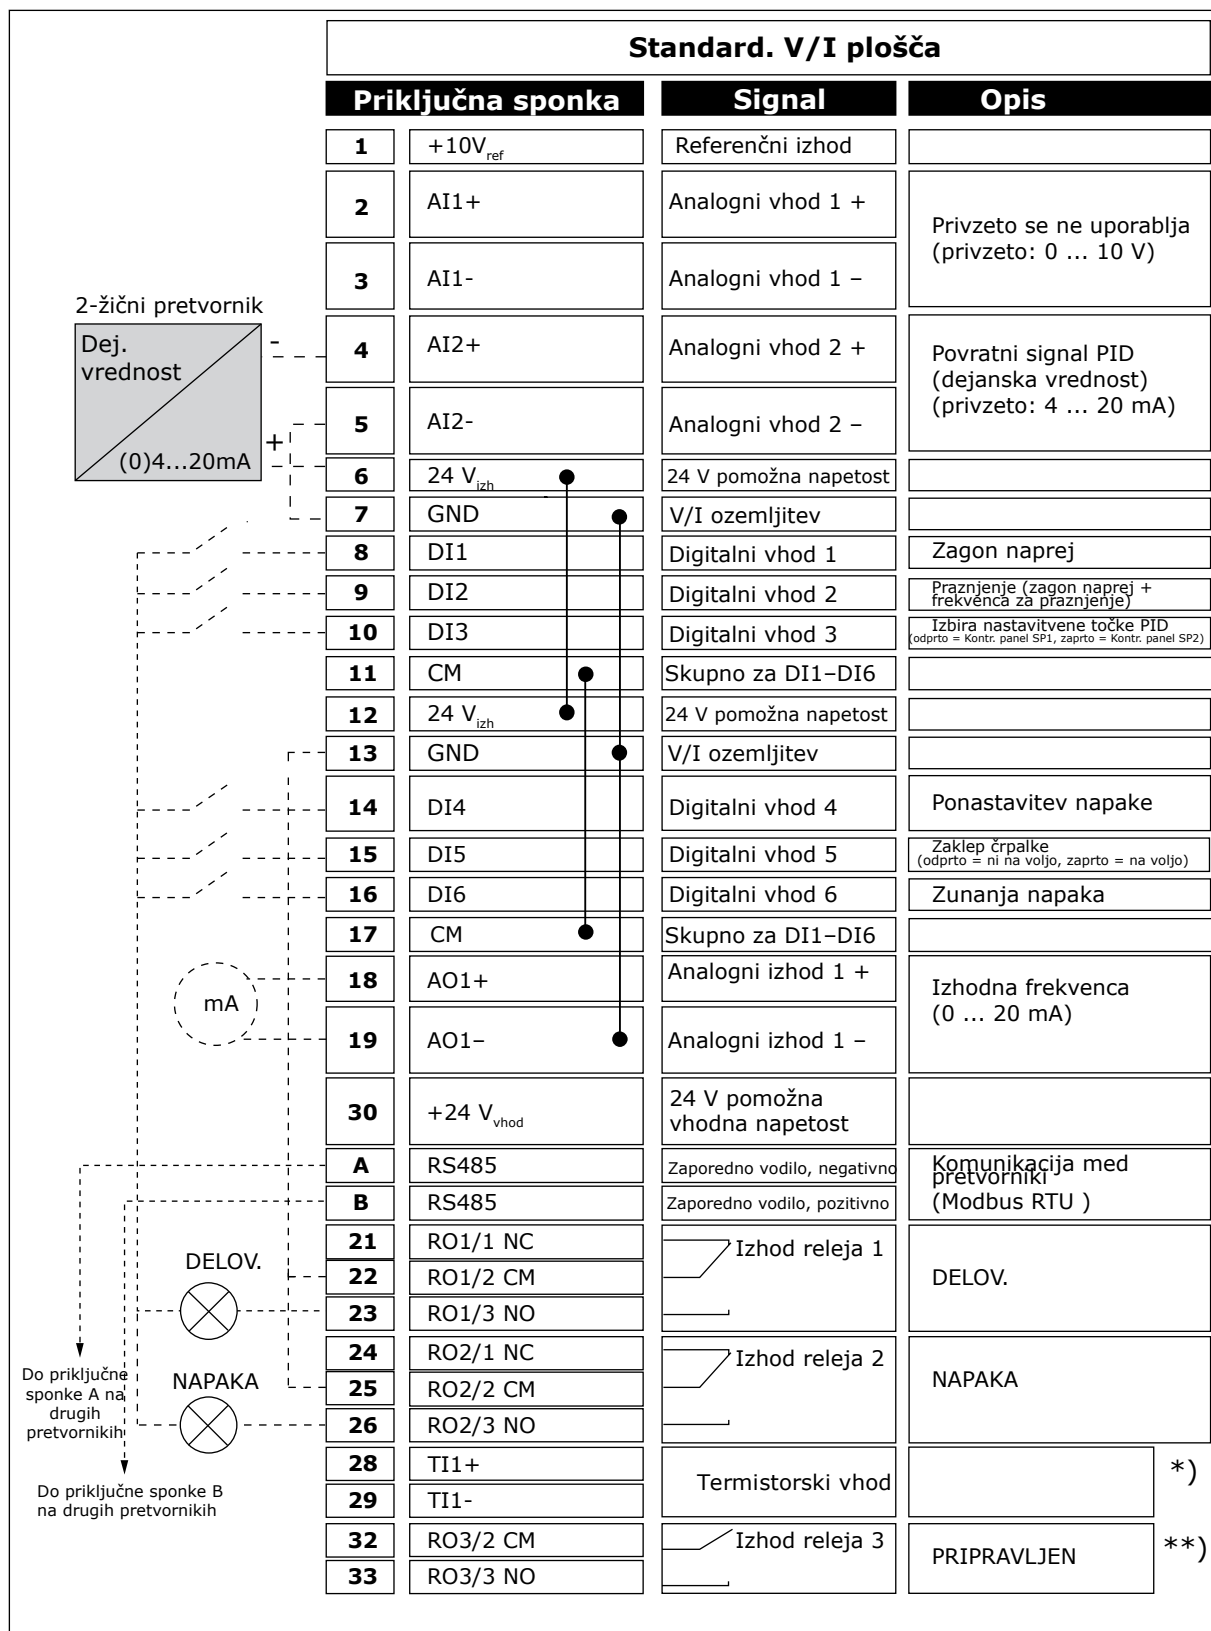 Standard. V/I plošča
Priključna sponka Signal Opis
1 +10Vref Referenčni izhod
2 AI1+ Analogni vhod 1 +
Privzeto se ne uporablja
(privzeto: 0 ... 10 V)
3 AI1- Analogni vhod 1 –
2-žični pretvornik
Dej.
vrednost
-
+
(0)4...20mA
4 AI2+ Analogni vhod 2 +
Povratni signal PID
(dejanska vrednost)
(privzeto: 4 ... 20 mA)
5 AI2- Analogni vhod 2 –
6 24 Vizh 24 V pomožna napetost
7 GND V/I ozemljitev
8 DI1 Digitalni vhod 1 Zagon naprej
9 DI2 Digitalni vhod 2 Praznjenje (zagon naprej +
frekvenca za praznjenje)
10 DI3 Digitalni vhod 3 Izbira nastavitvene točke PID
(odprto = Kontr. panel SP1, zaprto = Kontr. panel SP2)
11 CM Skupno za DI1–DI6
12 24 Vizh 24 V pomožna napetost
13 GND V/I ozemljitev
14 DI4 Digitalni vhod 4 Ponastavitev napake
15 DI5 Digitalni vhod 5 Zaklep črpalke
(odprto = ni na voljo, zaprto = na voljo)
16 DI6 Digitalni vhod 6 Zunanja napaka
17 CM Skupno za DI1–DI6
18 AO1+ Analogni izhod 1 +
Izhodna frekvenca
(0 ... 20 mA)
mA
19 AO1– Analogni izhod 1 –
30 +24 Vvhod 24 V pomožna
vhodna napetost
A RS485 Zaporedno vodilo, negativno Komunikacija med
pretvorniki
B RS485 Zaporedno vodilo, pozitivno (Modbus RTU )
21 RO1/1 NC Izhod releja 1
DELOV.
22 RO1/2 CM DELOV.
23 RO1/3 NO
24 RO2/1 NC Izhod releja 2
NAPAKA
25 RO2/2 CM NAPAKA
26 RO2/3 NO
Do priključne
sponke A na
drugih
pretvornikih
28 TI1+ Termistorski vhod *)
29 TI1-
Do priključne sponke B
na drugih pretvornikih
32 RO3/2 CM Izhod releja 3 PRIPRAVLJEN **)
33 RO3/3 NO